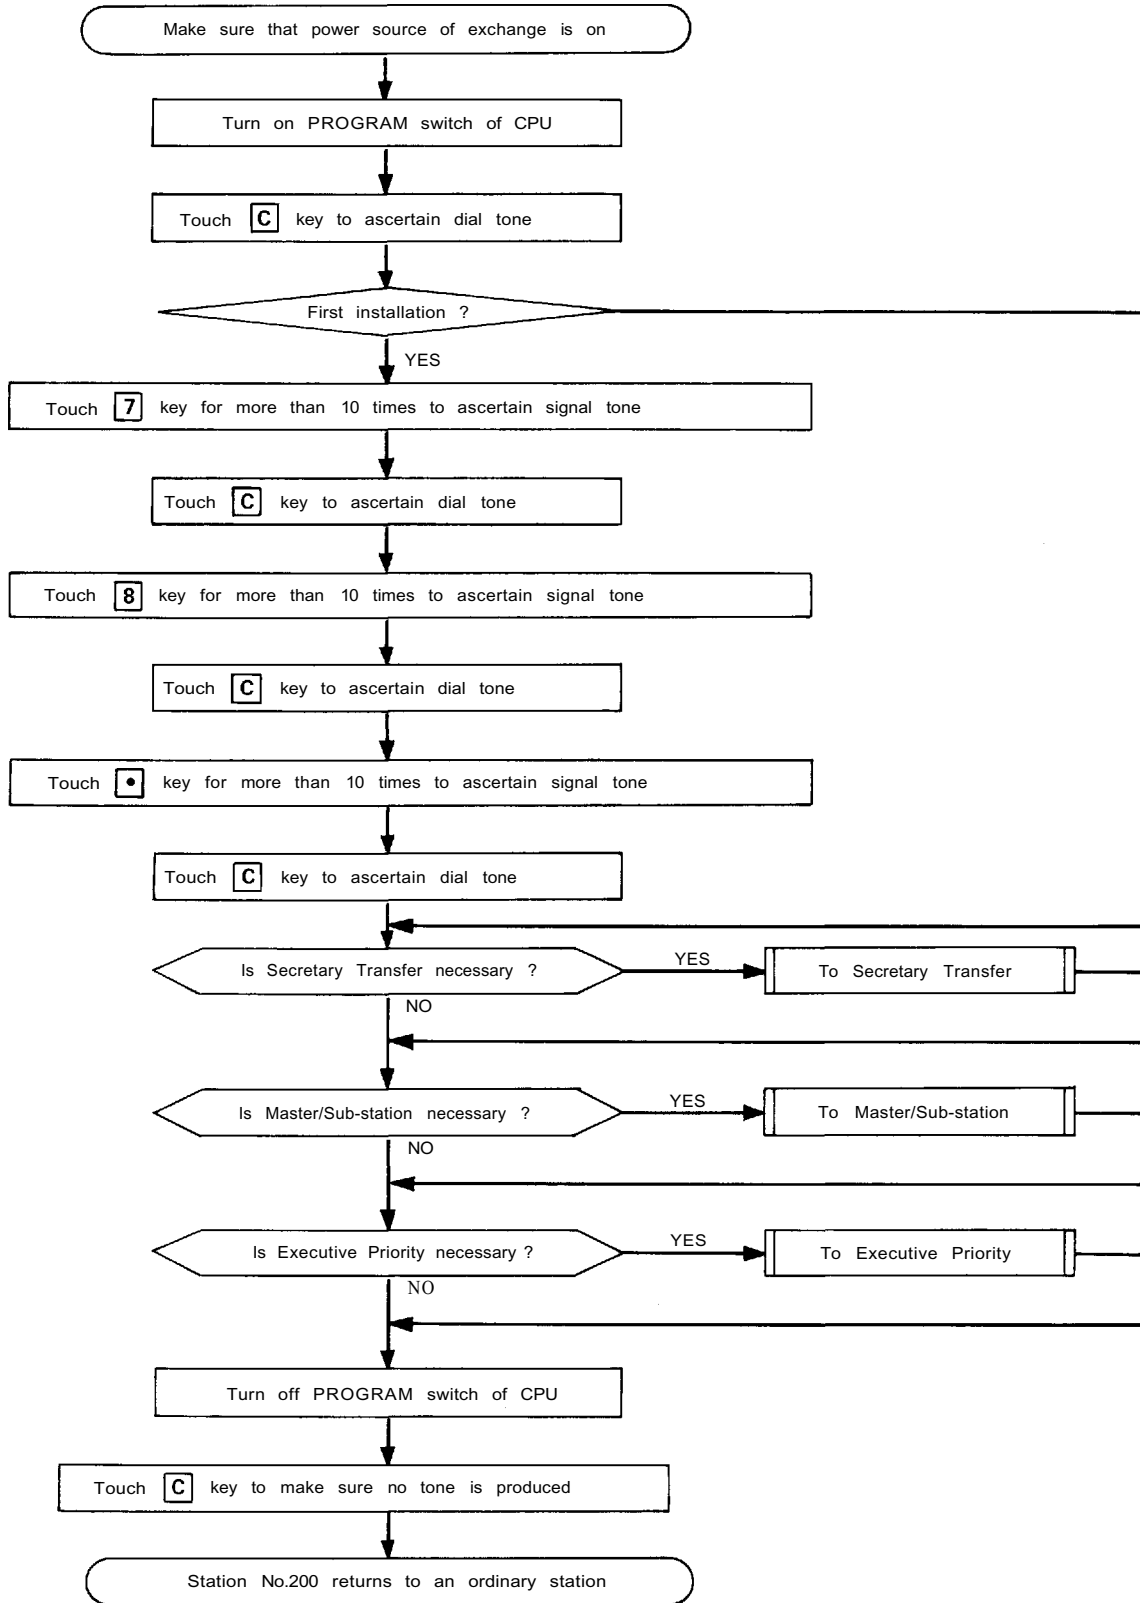 Make sure that power source of exchange is on
Turn on PROGRAM switch of CPU
Touch C key to ascertain dial tone
First installation ?
YES
Touch 7 key for more than 10 times to ascertain signal tone
Touch C key to ascertain dial tone
Touch 8 key for more than 10 times to ascertain signal tone
Touch C key to ascertain dial tone
Touch • key for more than 10 times to ascertain signal tone
Touch C key to ascertain dial tone
Is Secretary Transfer necessary ?
YES
To Secretary Transfer
NO
Is Master/Sub-station necessary ?
YES
To Master/Sub-station
NO
Is Executive Priority necessary ?
YES
To Executive Priority
NO
Turn off PROGRAM switch of CPU
Touch C key to make sure no tone is produced
Station No.200 returns to an ordinary station